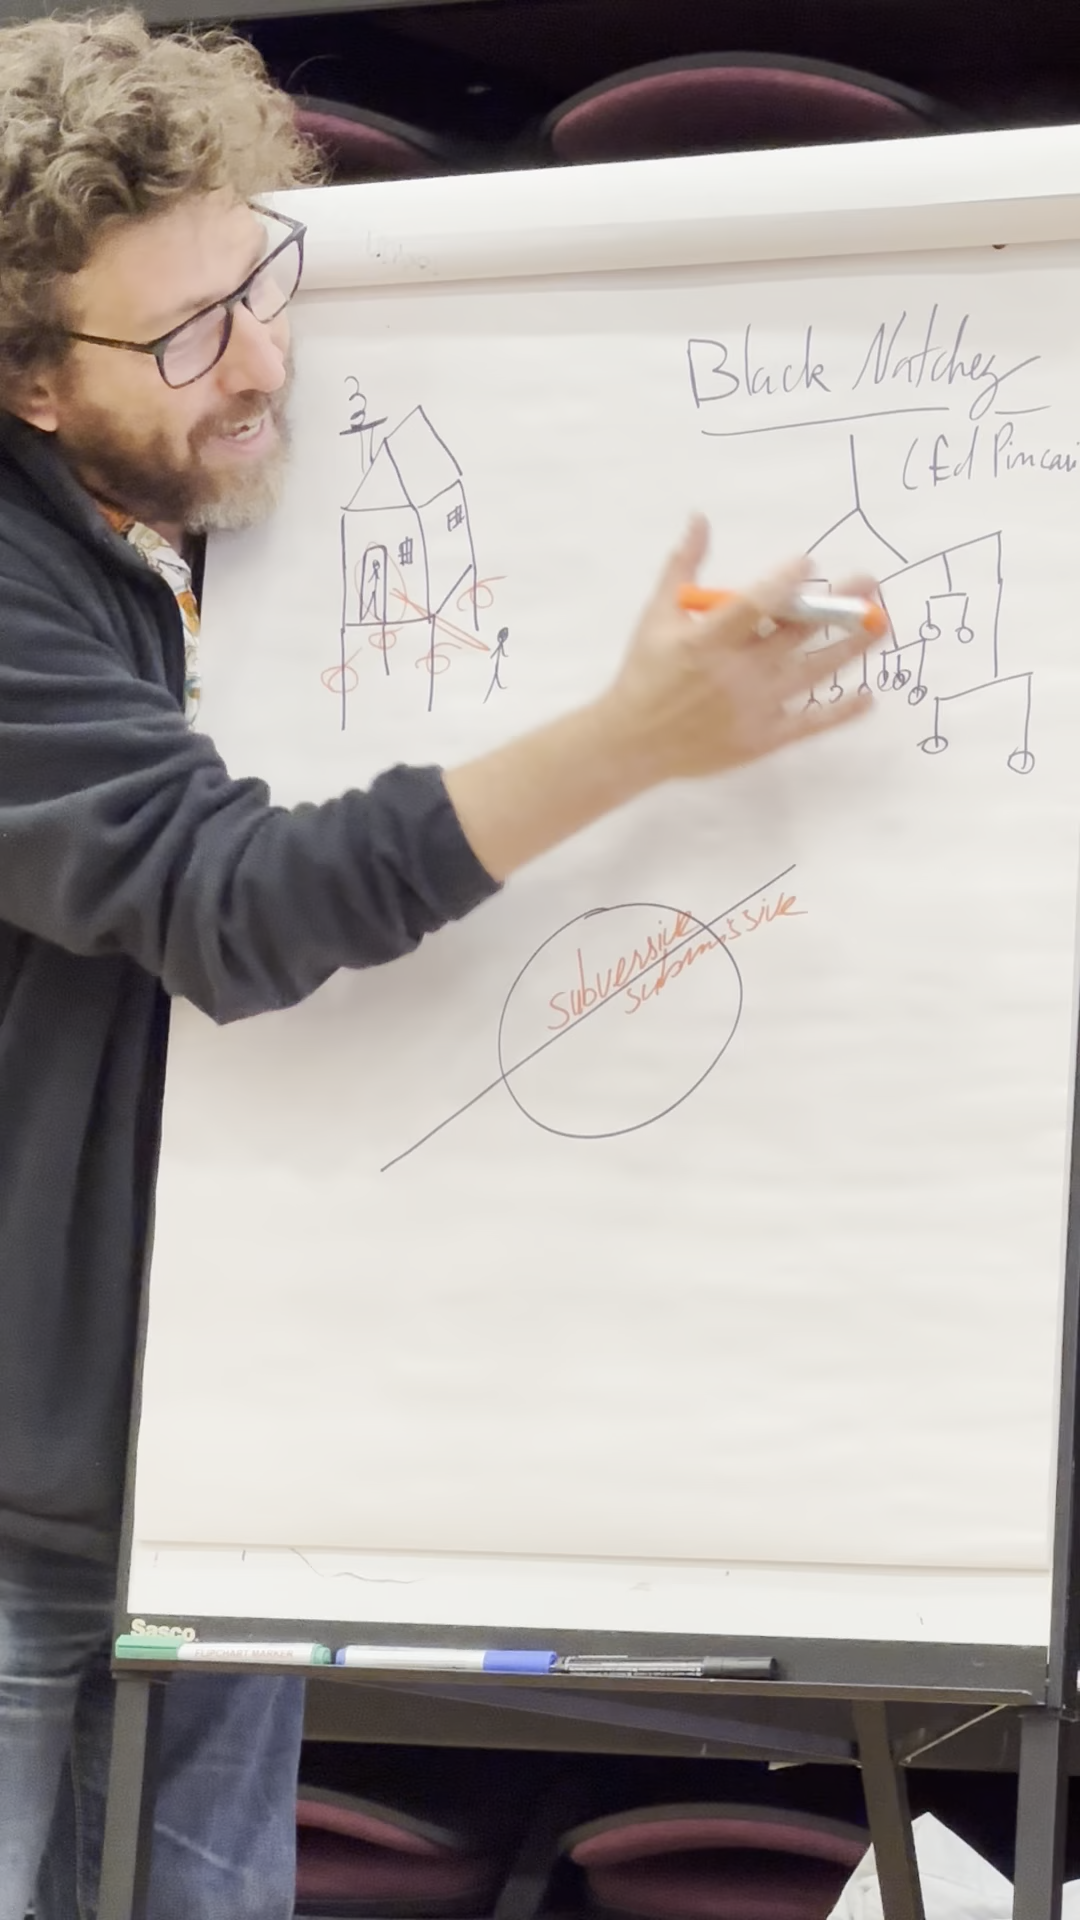 Black Natchez
(Ed Pincus
subversive
submissive
Sasco.
FLIPCHART MARKER